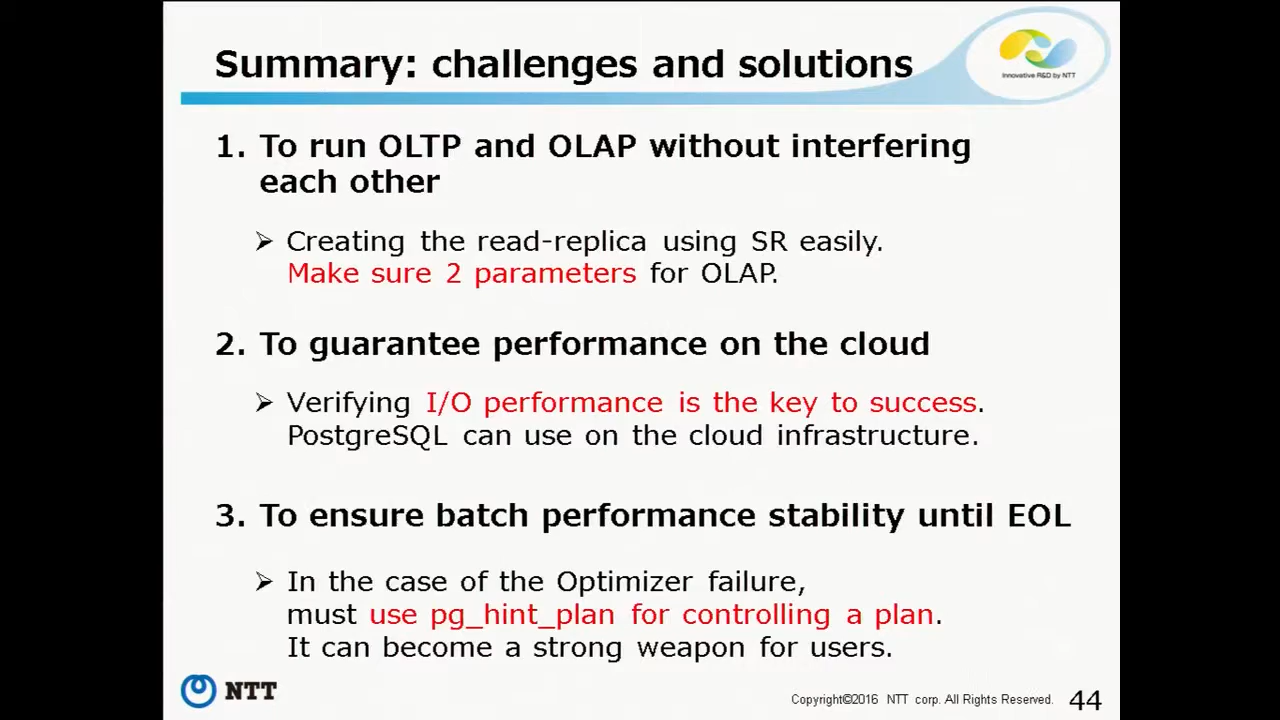 Summary: challenges and solutions
Innovative R&D by NTT
1. To run OLTP and OLAP without interfering
each other
➢ Creating the read-replica using SR easily.
Make sure 2 parameters for OLAP.
2. To guarantee performance on the cloud
➢ Verifying I/O performance is the key to success.
PostgreSQL can use on the cloud infrastructure.
3. To ensure batch performance stability until EOL
➢ In the case of the Optimizer failure,
must use pg_hint_plan for controlling a plan.
It can become a strong weapon for users.
NTT
Copyright©2016 NTT corp. All Rights Reserved.
44